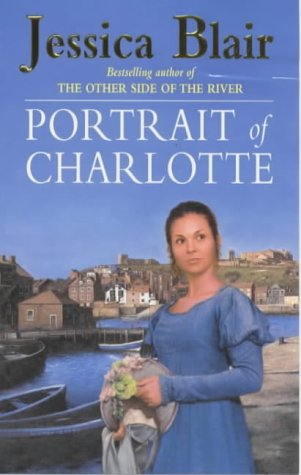 Jessica Blair
Bestselling author of
THE OTHER SIDE OF THE RIVER
PORTRAIT of
CHARLOTTE